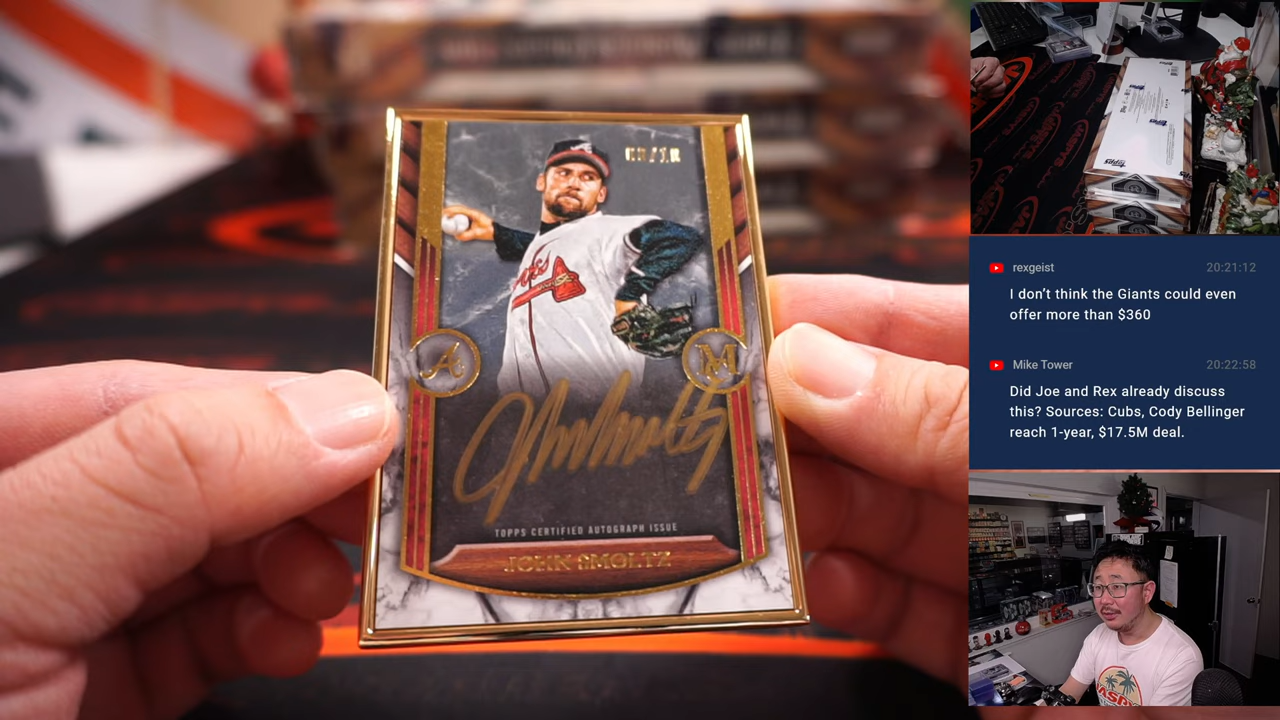 TOPPS CERTIFIED AUTOGRAPH ISSUE
JOHN SMOLTZ
A
M
topps
rexgeist
20:21:12
I don’t think the Giants could even
offer more than $360
Mike Tower
20:22:58
Did Joe and Rex already discuss
this? Sources: Cubs, Cody Bellinger
reach 1-year, $17.5M deal.